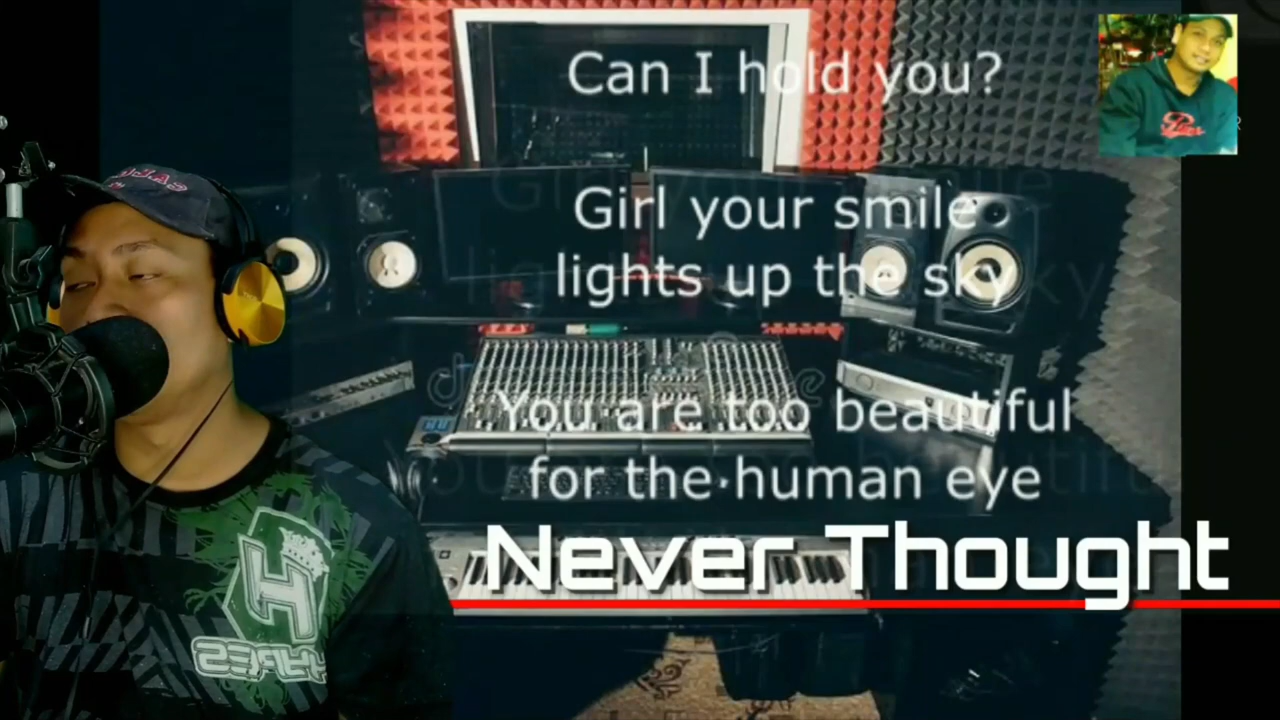 Can I hold you?
Girl your smile
lights up the sky
You are too beautiful
for the human eye
Never Thought
H
HYPES